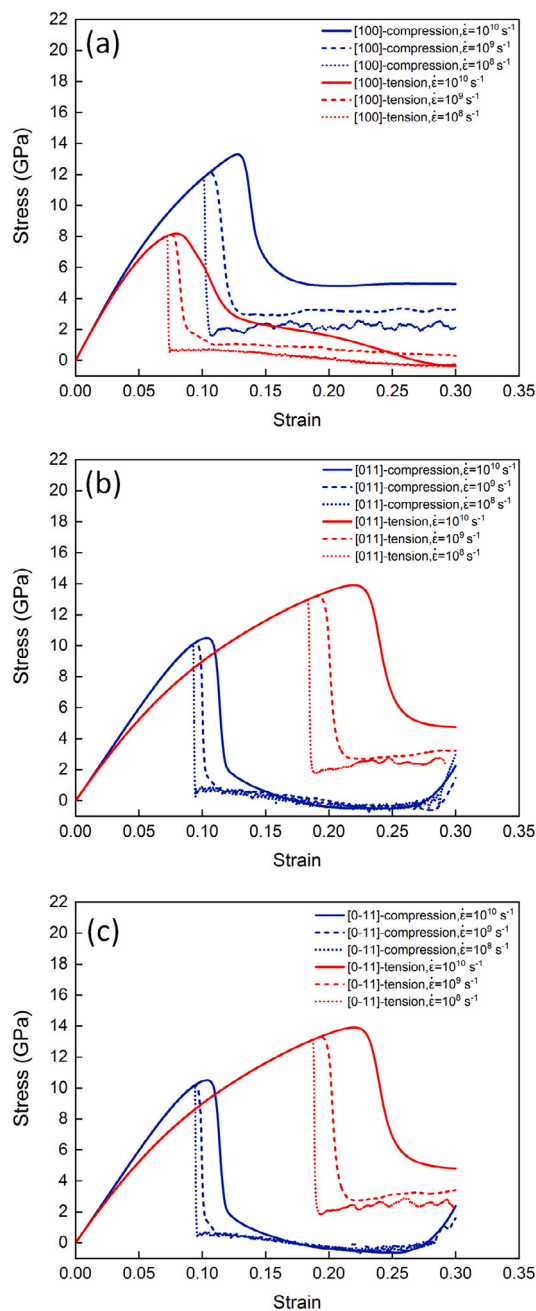 (a)
[100]-compression,ε̇=10¹⁰ s⁻¹
[100]-compression,ε̇=10⁹ s⁻¹
[100]-compression,ε̇=10⁸ s⁻¹
[100]-tension,ε̇=10¹⁰ s⁻¹
[100]-tension,ε̇=10⁹ s⁻¹
[100]-tension,ε̇=10⁸ s⁻¹
22
20
18
16
14
12
10
8
6
4
2
0
Stress (GPa)
0.00 0.05 0.10 0.15 0.20 0.25 0.30 0.35
Strain
(b)
[011]-compression,ε̇=10¹⁰ s⁻¹
[011]-compression,ε̇=10⁹ s⁻¹
[011]-compression,ε̇=10⁸ s⁻¹
[011]-tension,ε̇=10¹⁰ s⁻¹
[011]-tension,ε̇=10⁹ s⁻¹
[011]-tension,ε̇=10⁸ s⁻¹
22
20
18
16
14
12
10
8
6
4
2
0
Stress (GPa)
0.00 0.05 0.10 0.15 0.20 0.25 0.30 0.35
Strain
(c)
[0-11]-compression,ε̇=10¹⁰ s⁻¹
[0-11]-compression,ε̇=10⁹ s⁻¹
[0-11]-compression,ε̇=10⁸ s⁻¹
[0-11]-tension,ε̇=10¹⁰ s⁻¹
[0-11]-tension,ε̇=10⁹ s⁻¹
[0-11]-tension,ε̇=10⁸ s⁻¹
22
20
18
16
14
12
10
8
6
4
2
0
Stress (GPa)
0.00 0.05 0.10 0.15 0.20 0.25 0.30 0.35
Strain